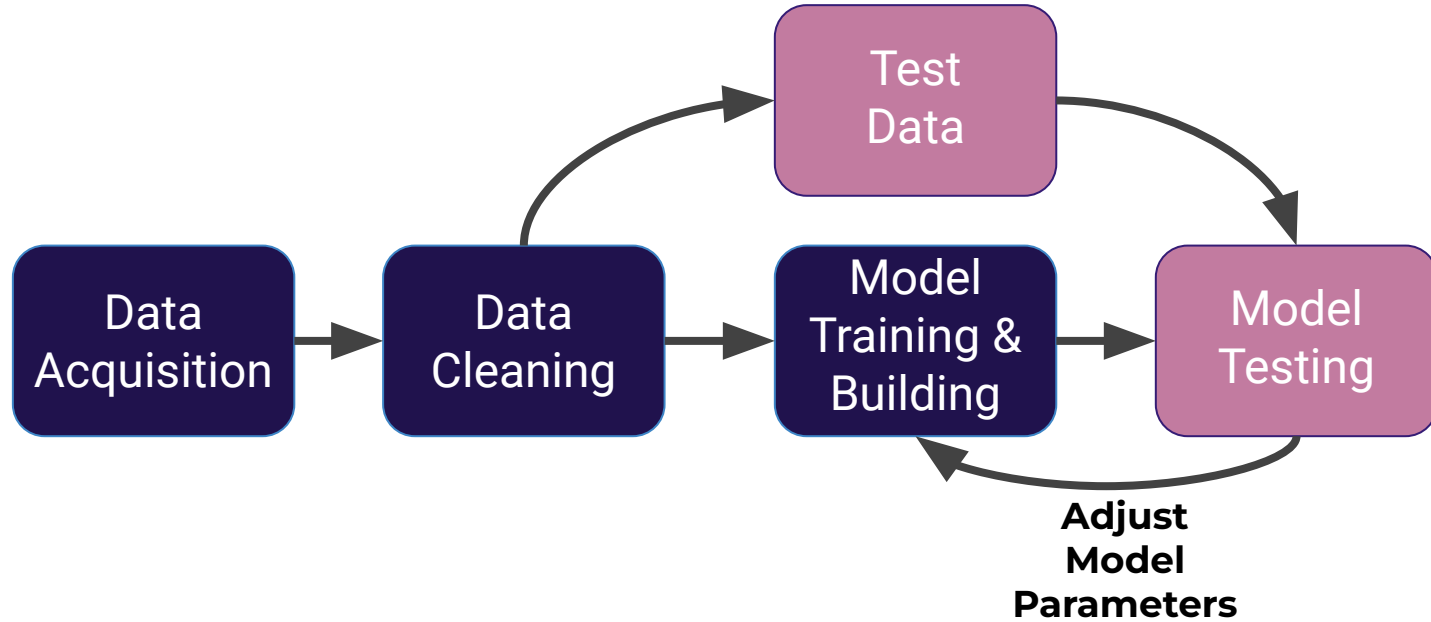 Test
Data
Data
Acquisition
Data
Cleaning
Model
Training &
Building
Model
Testing
Adjust
Model
Parameters